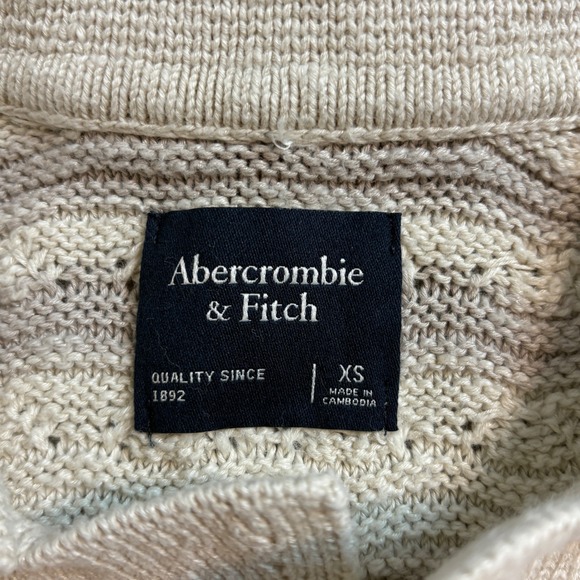 Abercrombie
& Fitch
QUALITY SINCE
1892
XS
MADE IN
CAMBODIA